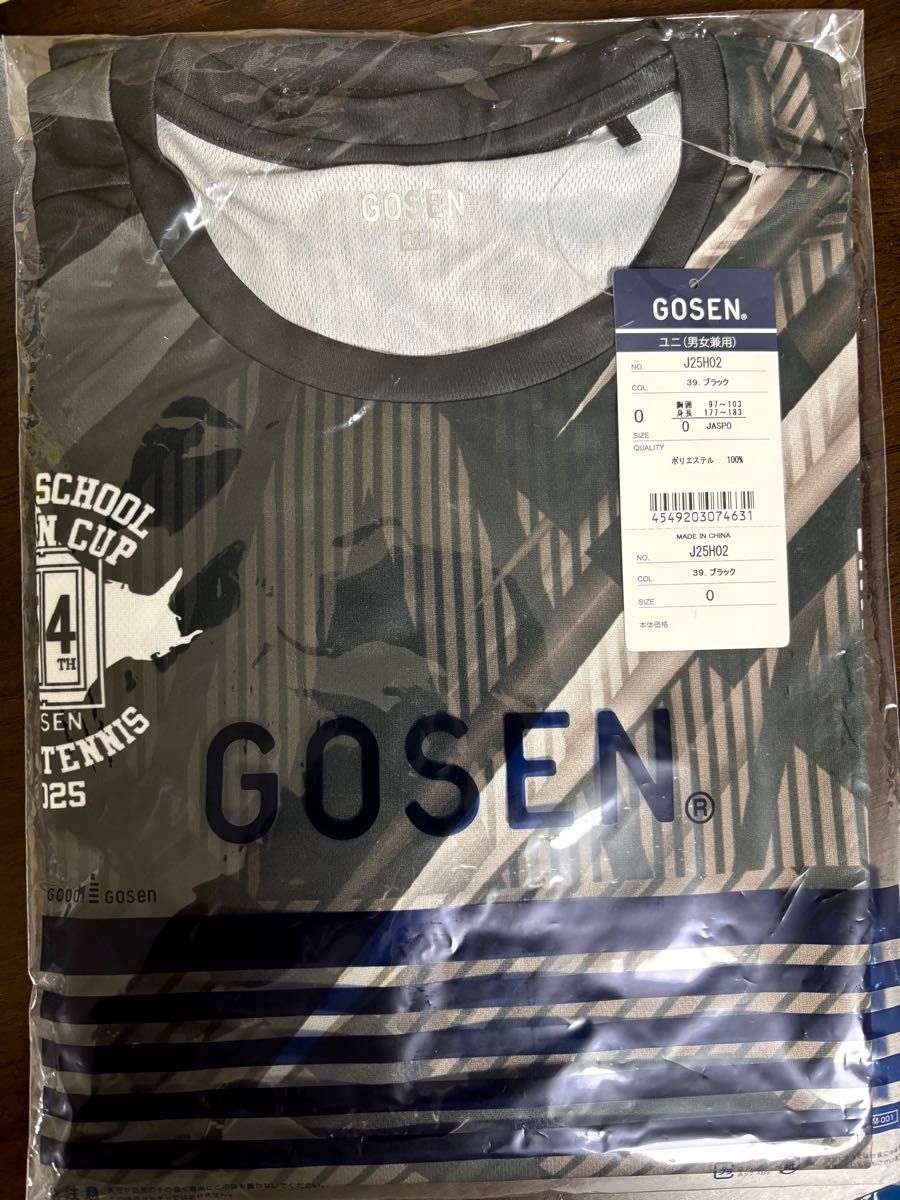 GOSEN
GOSEN®
ユニ(男女兼用)
NO. J25H02
COL. 39.ブラック
0 胸囲 97~103
身長 177~183
SIZE 0 JASPO
QUALITY
ポリエステル 100%
4549203074631
MADE IN CHINA
NO. J25H02
COL. 39.ブラック
SIZE 0
本体価格
SCHOOL
N CUP
4
TH
SEN
TENNIS
025
GOSEN®
GOSEN
M-001
注意